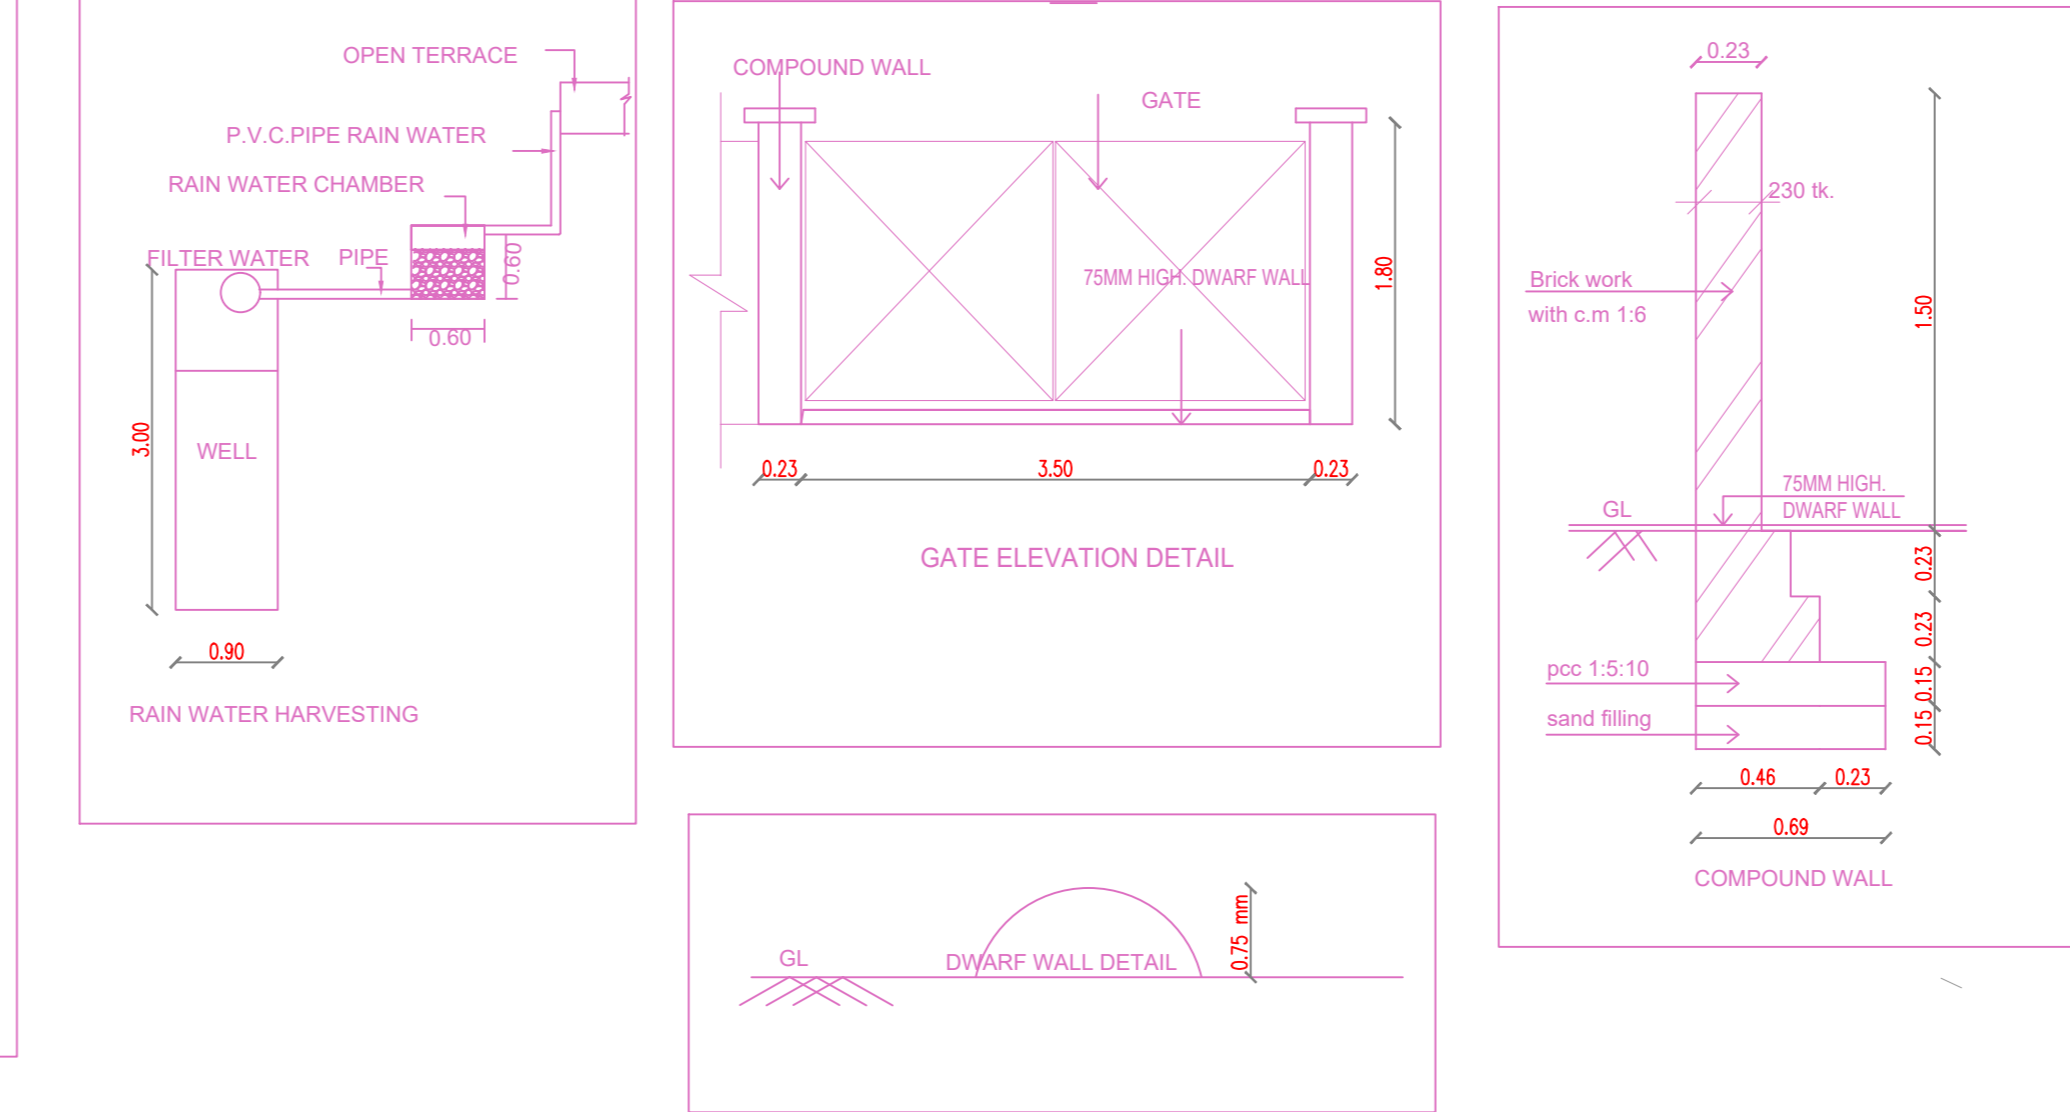 OPEN TERRACE
P.V.C.PIPE RAIN WATER
RAIN WATER CHAMBER
FILTER WATER
PIPE
0.60
0.60
3.00
WELL
0.90
RAIN WATER HARVESTING
COMPOUND WALL
GATE
75MM HIGH. DWARF WALL
1.80
0.23
3.50
0.23
GATE ELEVATION DETAIL
GL
DWARF WALL DETAIL
0.75 mm
0.23
230 tk.
Brick work
with c.m 1:6
1.50
75MM HIGH.
DWARF WALL
GL
0.23
0.23
pcc 1:5:10
0.15
sand filling
0.15
0.46
0.23
0.69
COMPOUND WALL